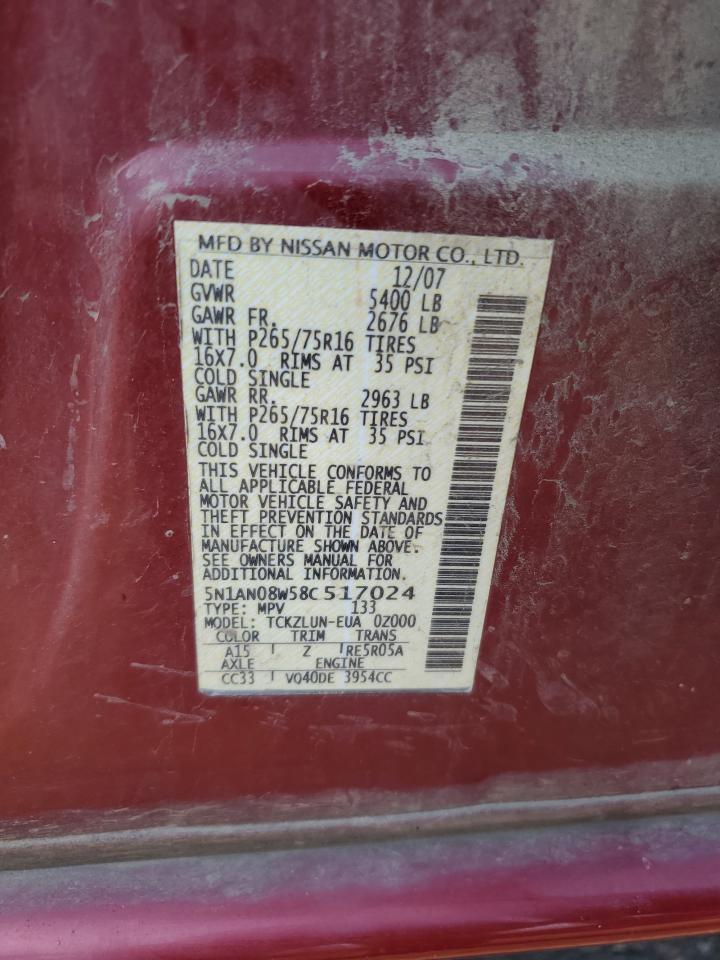 MFD BY NISSAN MOTOR CO., LTD.
DATE 12/07
GVWR 5400 LB
GAWR FR. 2676 LB
WITH P265/75R16 TIRES
16X7.0 RIMS AT 35 PSI
COLD SINGLE
GAWR RR. 2963 LB
WITH P265/75R16 TIRES
16X7.0 RIMS AT 35 PSI
COLD SINGLE
THIS VEHICLE CONFORMS TO
ALL APPLICABLE FEDERAL
MOTOR VEHICLE SAFETY AND
THEFT PREVENTION STANDARDS
IN EFFECT ON THE DATE OF
MANUFACTURE SHOWN ABOVE.
SEE OWNERS MANUAL FOR
ADDITIONAL INFORMATION.
5N1AN08W58C517024
TYPE: MPV 133
MODEL: TCKZLUN-EUA 0Z000
COLOR TRIM TRANS
A15 Z RE5R05A
AXLE ENGINE
CC33 VQ40DE 3954CC